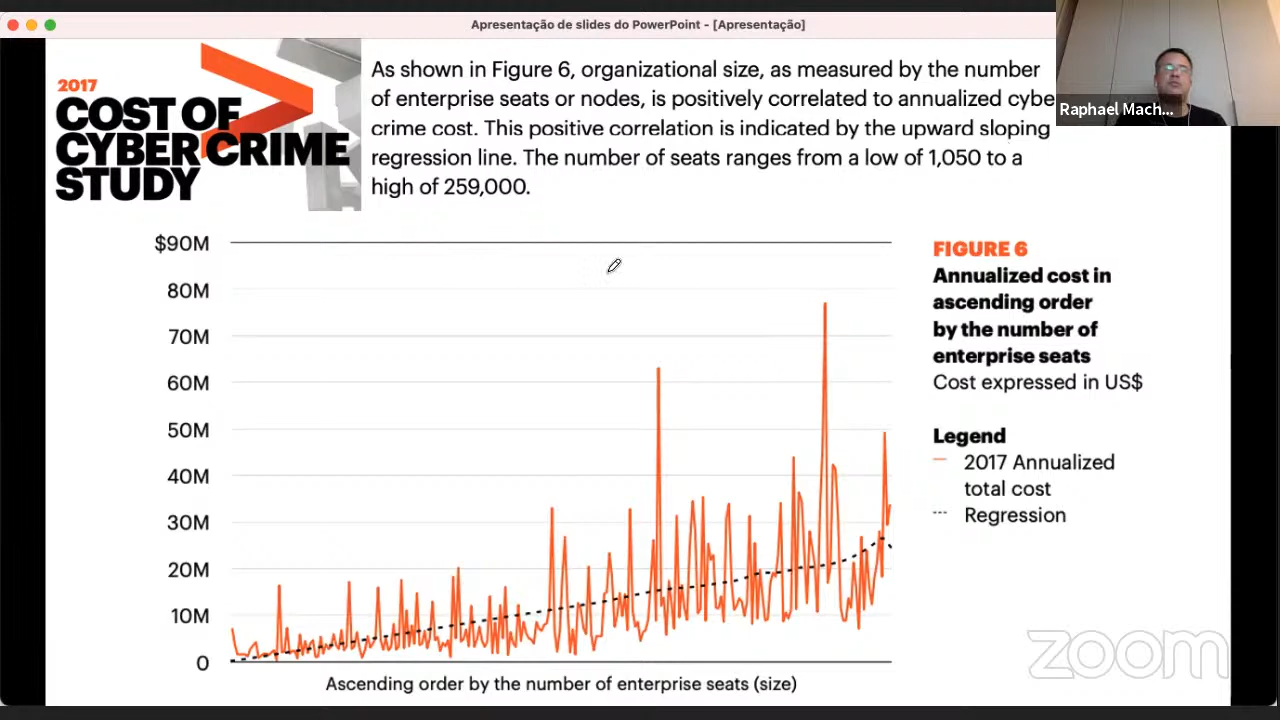 Apresentação de slides do PowerPoint - [Apresentação]
Raphael Mach...
2017
COST OF
CYBER CRIME
STUDY
As shown in Figure 6, organizational size, as measured by the number
of enterprise seats or nodes, is positively correlated to annualized cybe
crime cost. This positive correlation is indicated by the upward sloping
regression line. The number of seats ranges from a low of 1,050 to a
high of 259,000.
$90M
80M
70M
60M
50M
40M
30M
20M
10M
0
Ascending order by the number of enterprise seats (size)
FIGURE 6
Annualized cost in
ascending order
by the number of
enterprise seats
Cost expressed in US$
Legend
2017 Annualized
total cost
Regression
zoom